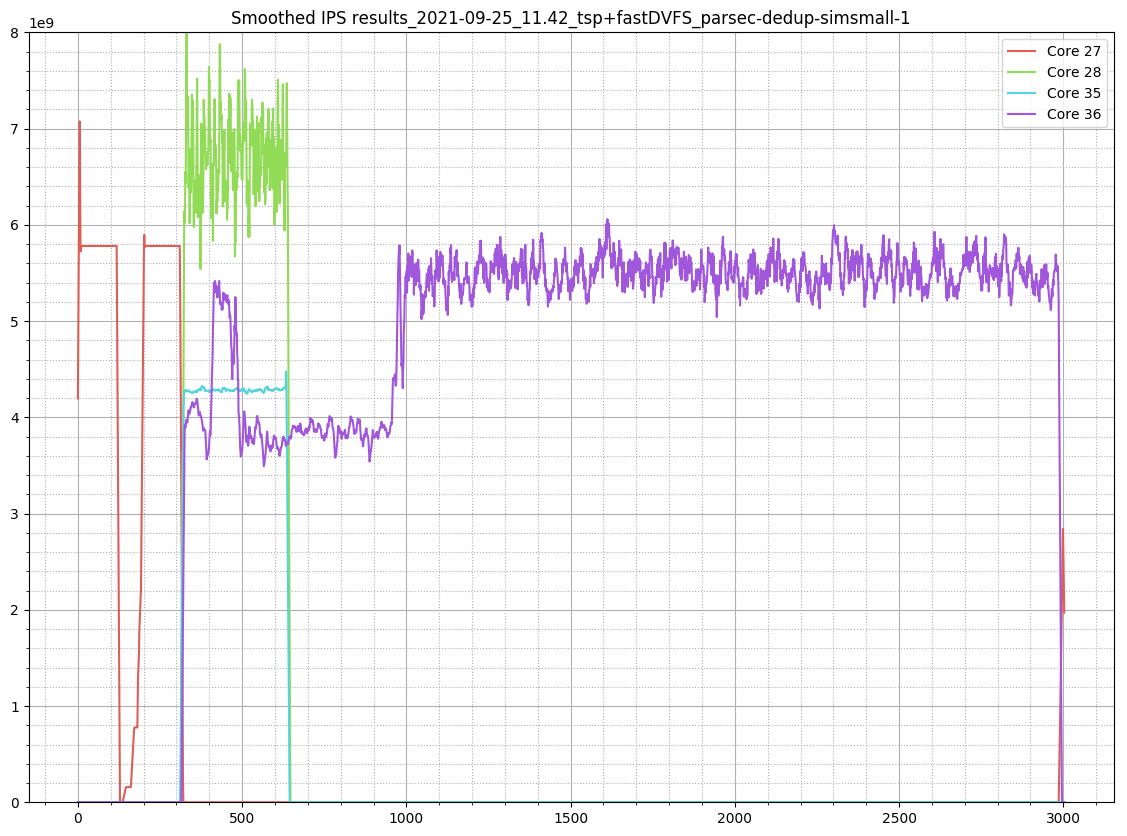 Smoothed IPS results_2021-09-25_11.42_tsp+fastDVFS_parsec-dedup-simsmall-1
1e9
8
7
6
5
4
3
2
1
0
Core 27
Core 28
Core 35
Core 36
0 500 1000 1500 2000 2500 3000